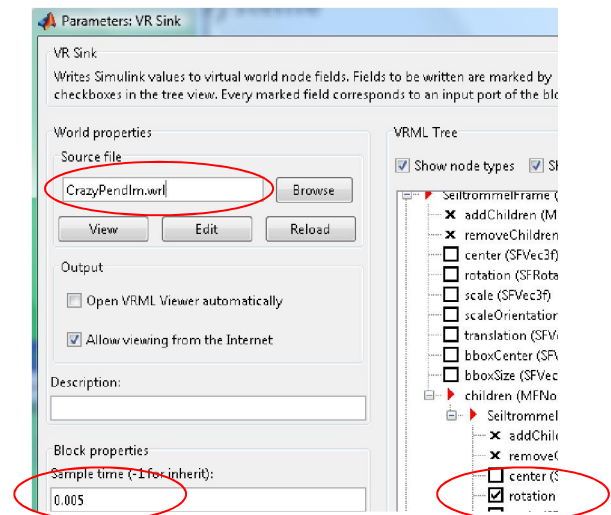 Parameters: VR Sink
VR Sink
Writes Simulink values to virtual world node fields. Fields to be written are marked by
checkboxes in the tree view. Every marked field corresponds to an input port of the blo
World properties
Source file
CrazyPendlm.wrl
Browse
View Edit Reload
Output
Open VRML Viewer automatically
Allow viewing from the Internet
Description:
Block properties
Sample time (-1 for inherit):
0.005
VRML Tree
Show node types
SeiltrommelFrame (
addChildren (M
removeChildren
center (SFVec3f)
rotation (SFRota
scale (SFVec3f)
scaleOrientation
translation (SFV
bboxCenter (SFV
bboxSize (SFVec
children (MFNo
Seiltrommel
addChil
remove
center (S
rotation